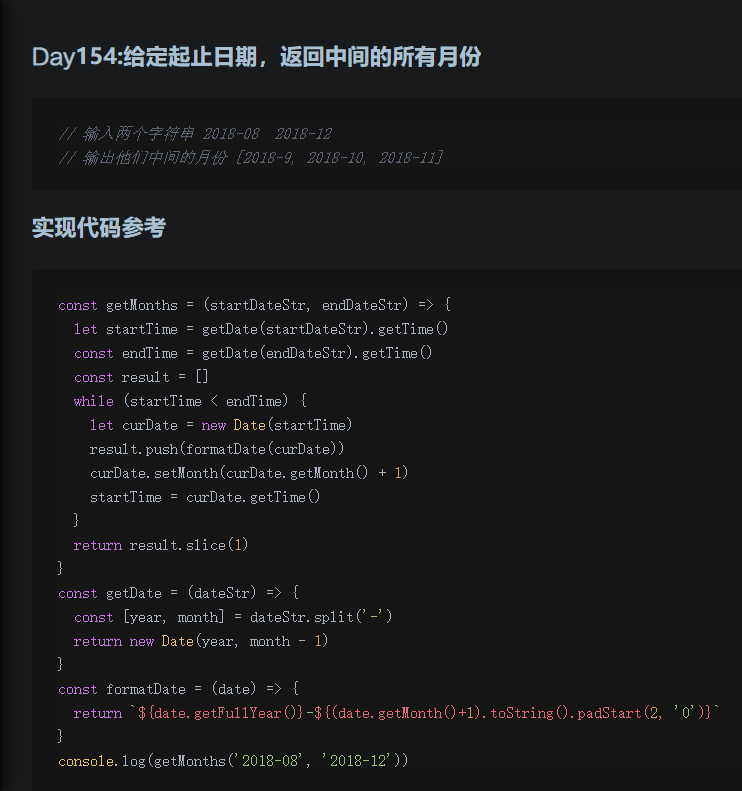 Day154:给定起止日期，返回中间的所有月份
// 输入两个字符串 2018-08  2018-12
// 输出他们中间的月份 [2018-9, 2018-10, 2018-11]
实现代码参考
const getMonths = (startDateStr, endDateStr) => {
  let startTime = getDate(startDateStr).getTime()
  const endTime = getDate(endDateStr).getTime()
  const result = []
  while (startTime < endTime) {
    let curDate = new Date(startTime)
    result.push(formatDate(curDate))
    curDate.setMonth(curDate.getMonth() + 1)
    startTime = curDate.getTime()
  }
  return result.slice(1)
}
const getDate = (dateStr) => {
  const [year, month] = dateStr.split('-')
  return new Date(year, month - 1)
}
const formatDate = (date) => {
  return `${date.getFullYear()}-${(date.getMonth()+1).toString().padStart(2, '0')}`
}
console.log(getMonths('2018-08', '2018-12'))